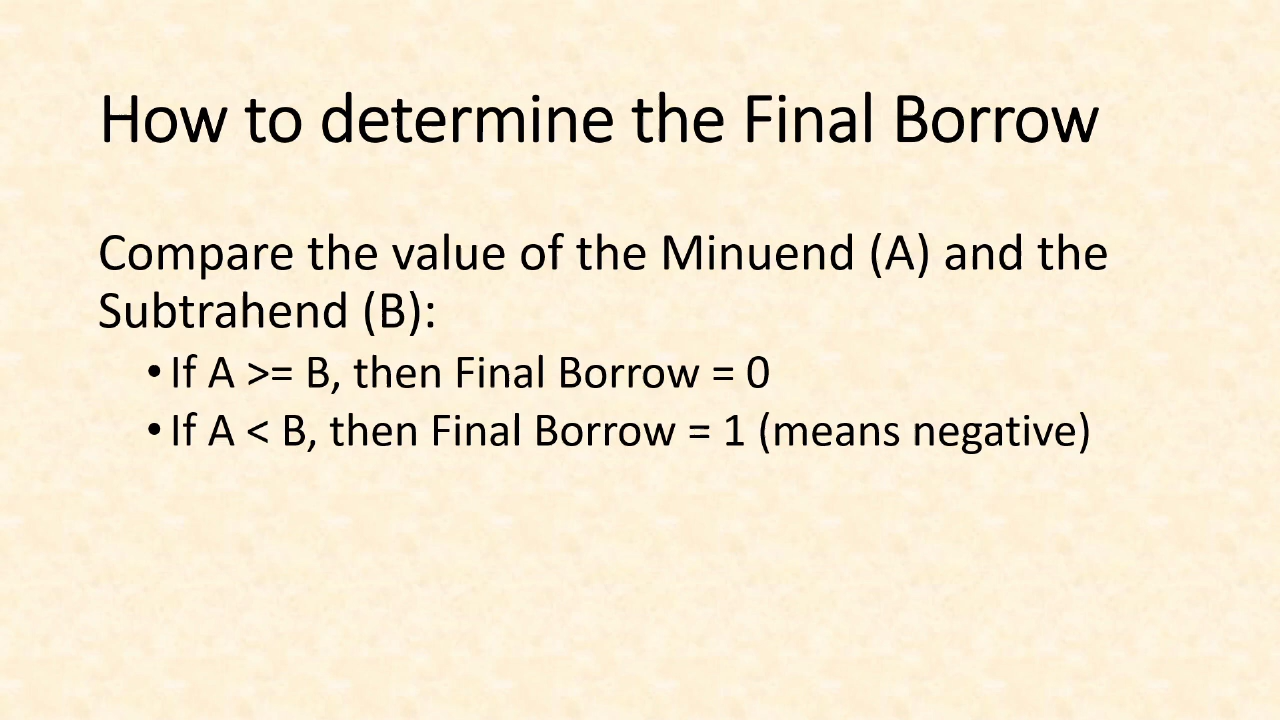 How to determine the Final Borrow
Compare the value of the Minuend (A) and the
Subtrahend (B):
• If A >= B, then Final Borrow = 0
• If A < B, then Final Borrow = 1 (means negative)